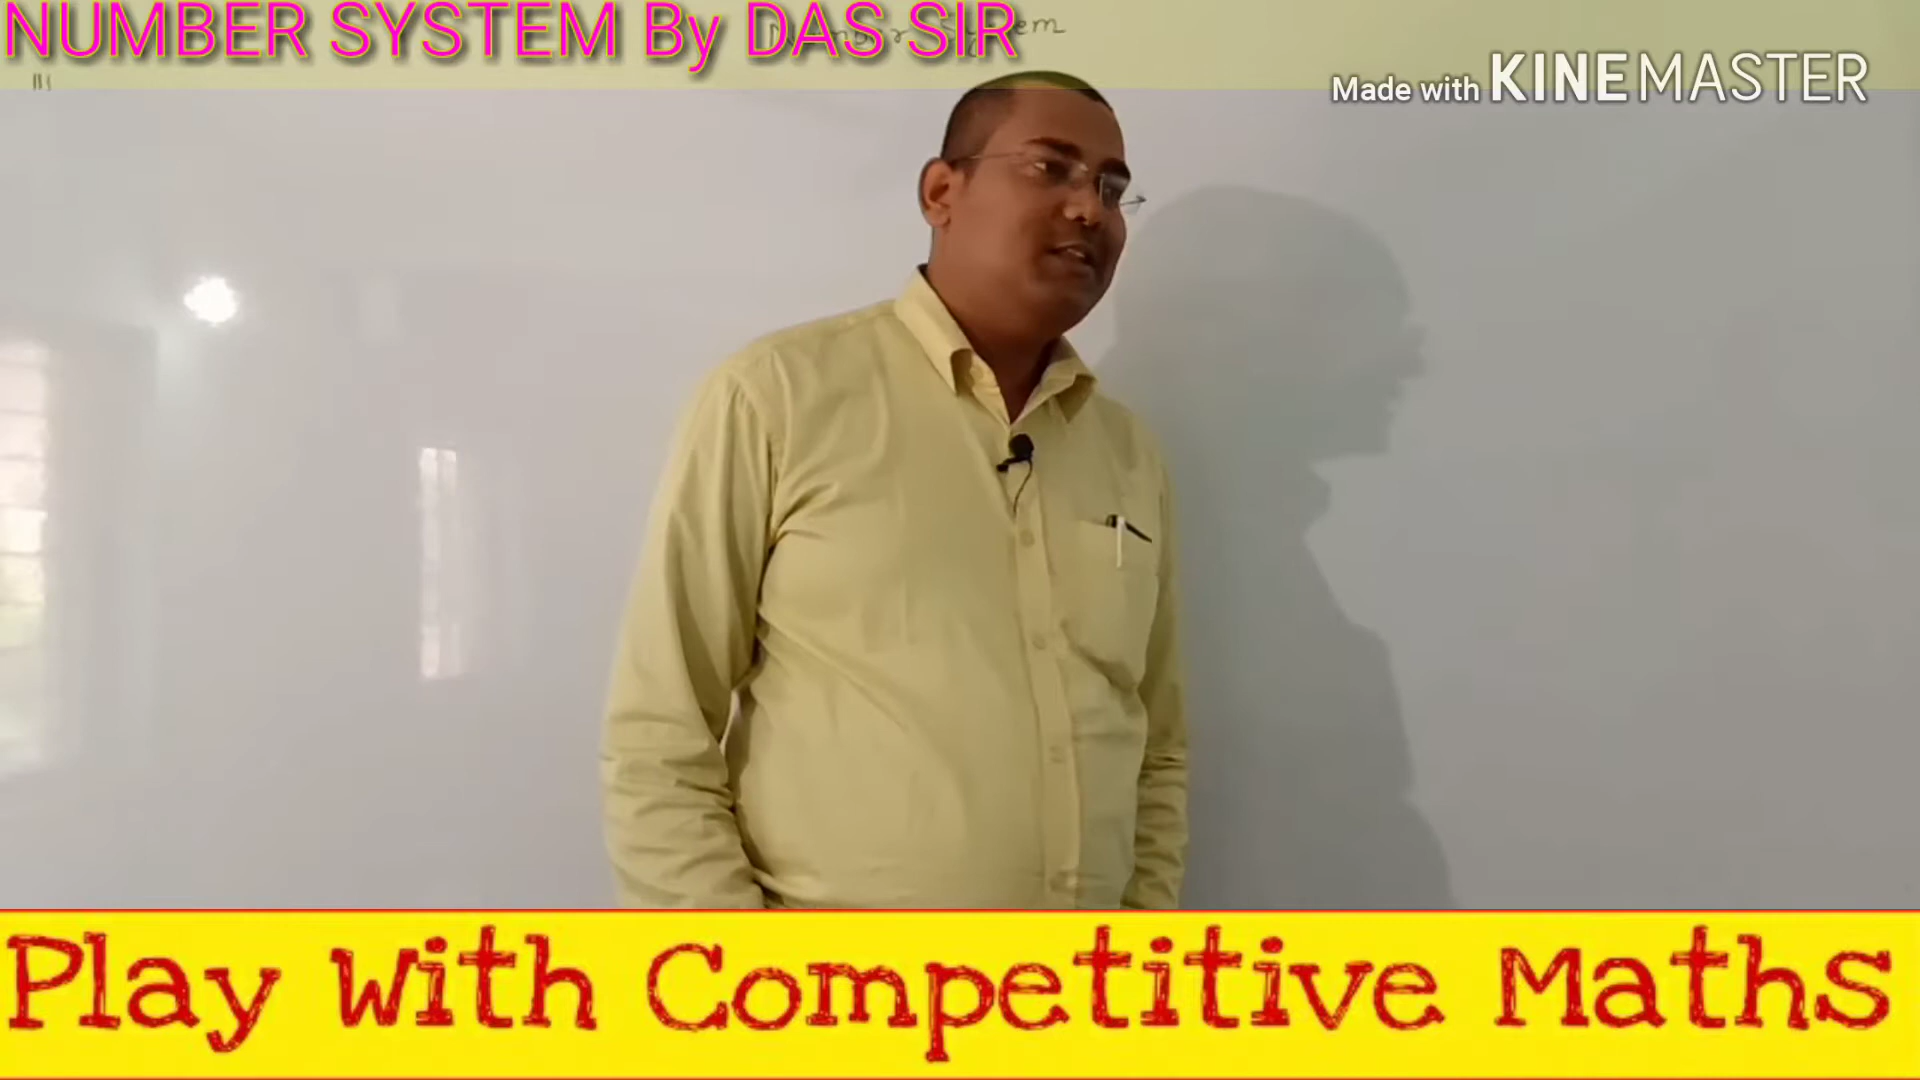 NUMBER SYSTEM By DAS SIR
Made with KINEMASTER
Play With Competitive Maths